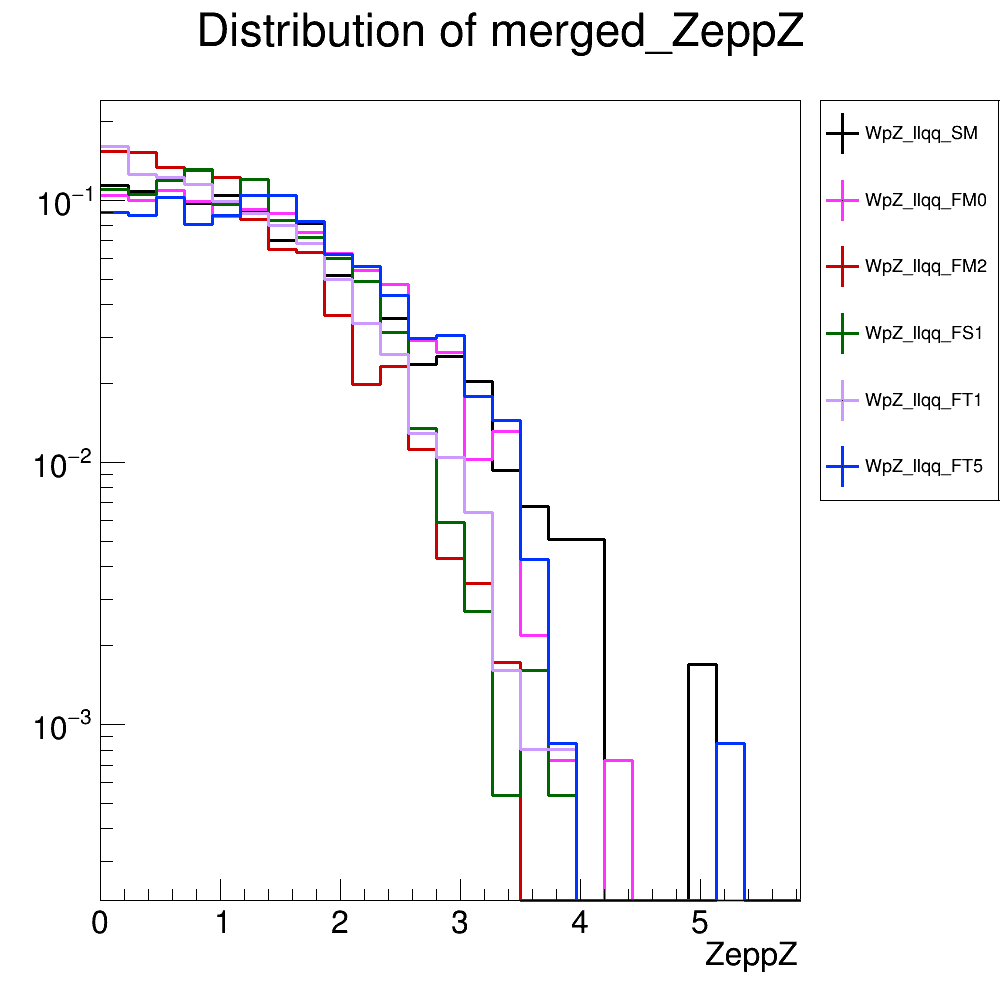 Distribution of merged_ZeppZ
WpZ_llqq_SM
WpZ_llqq_FM0
WpZ_llqq_FM2
WpZ_llqq_FS1
WpZ_llqq_FT1
WpZ_llqq_FT5
10⁻¹
10⁻²
10⁻³
0 1 2 3 4 5
ZeppZ